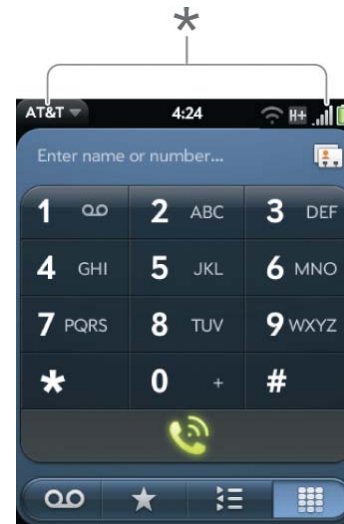 *
AT&T 4:24 H+
Enter name or number...
1 2 ABC 3 DEF
4 GHI 5 JKL 6 MNO
7 PQRS 8 TUV 9 WXYZ
* 0 + #